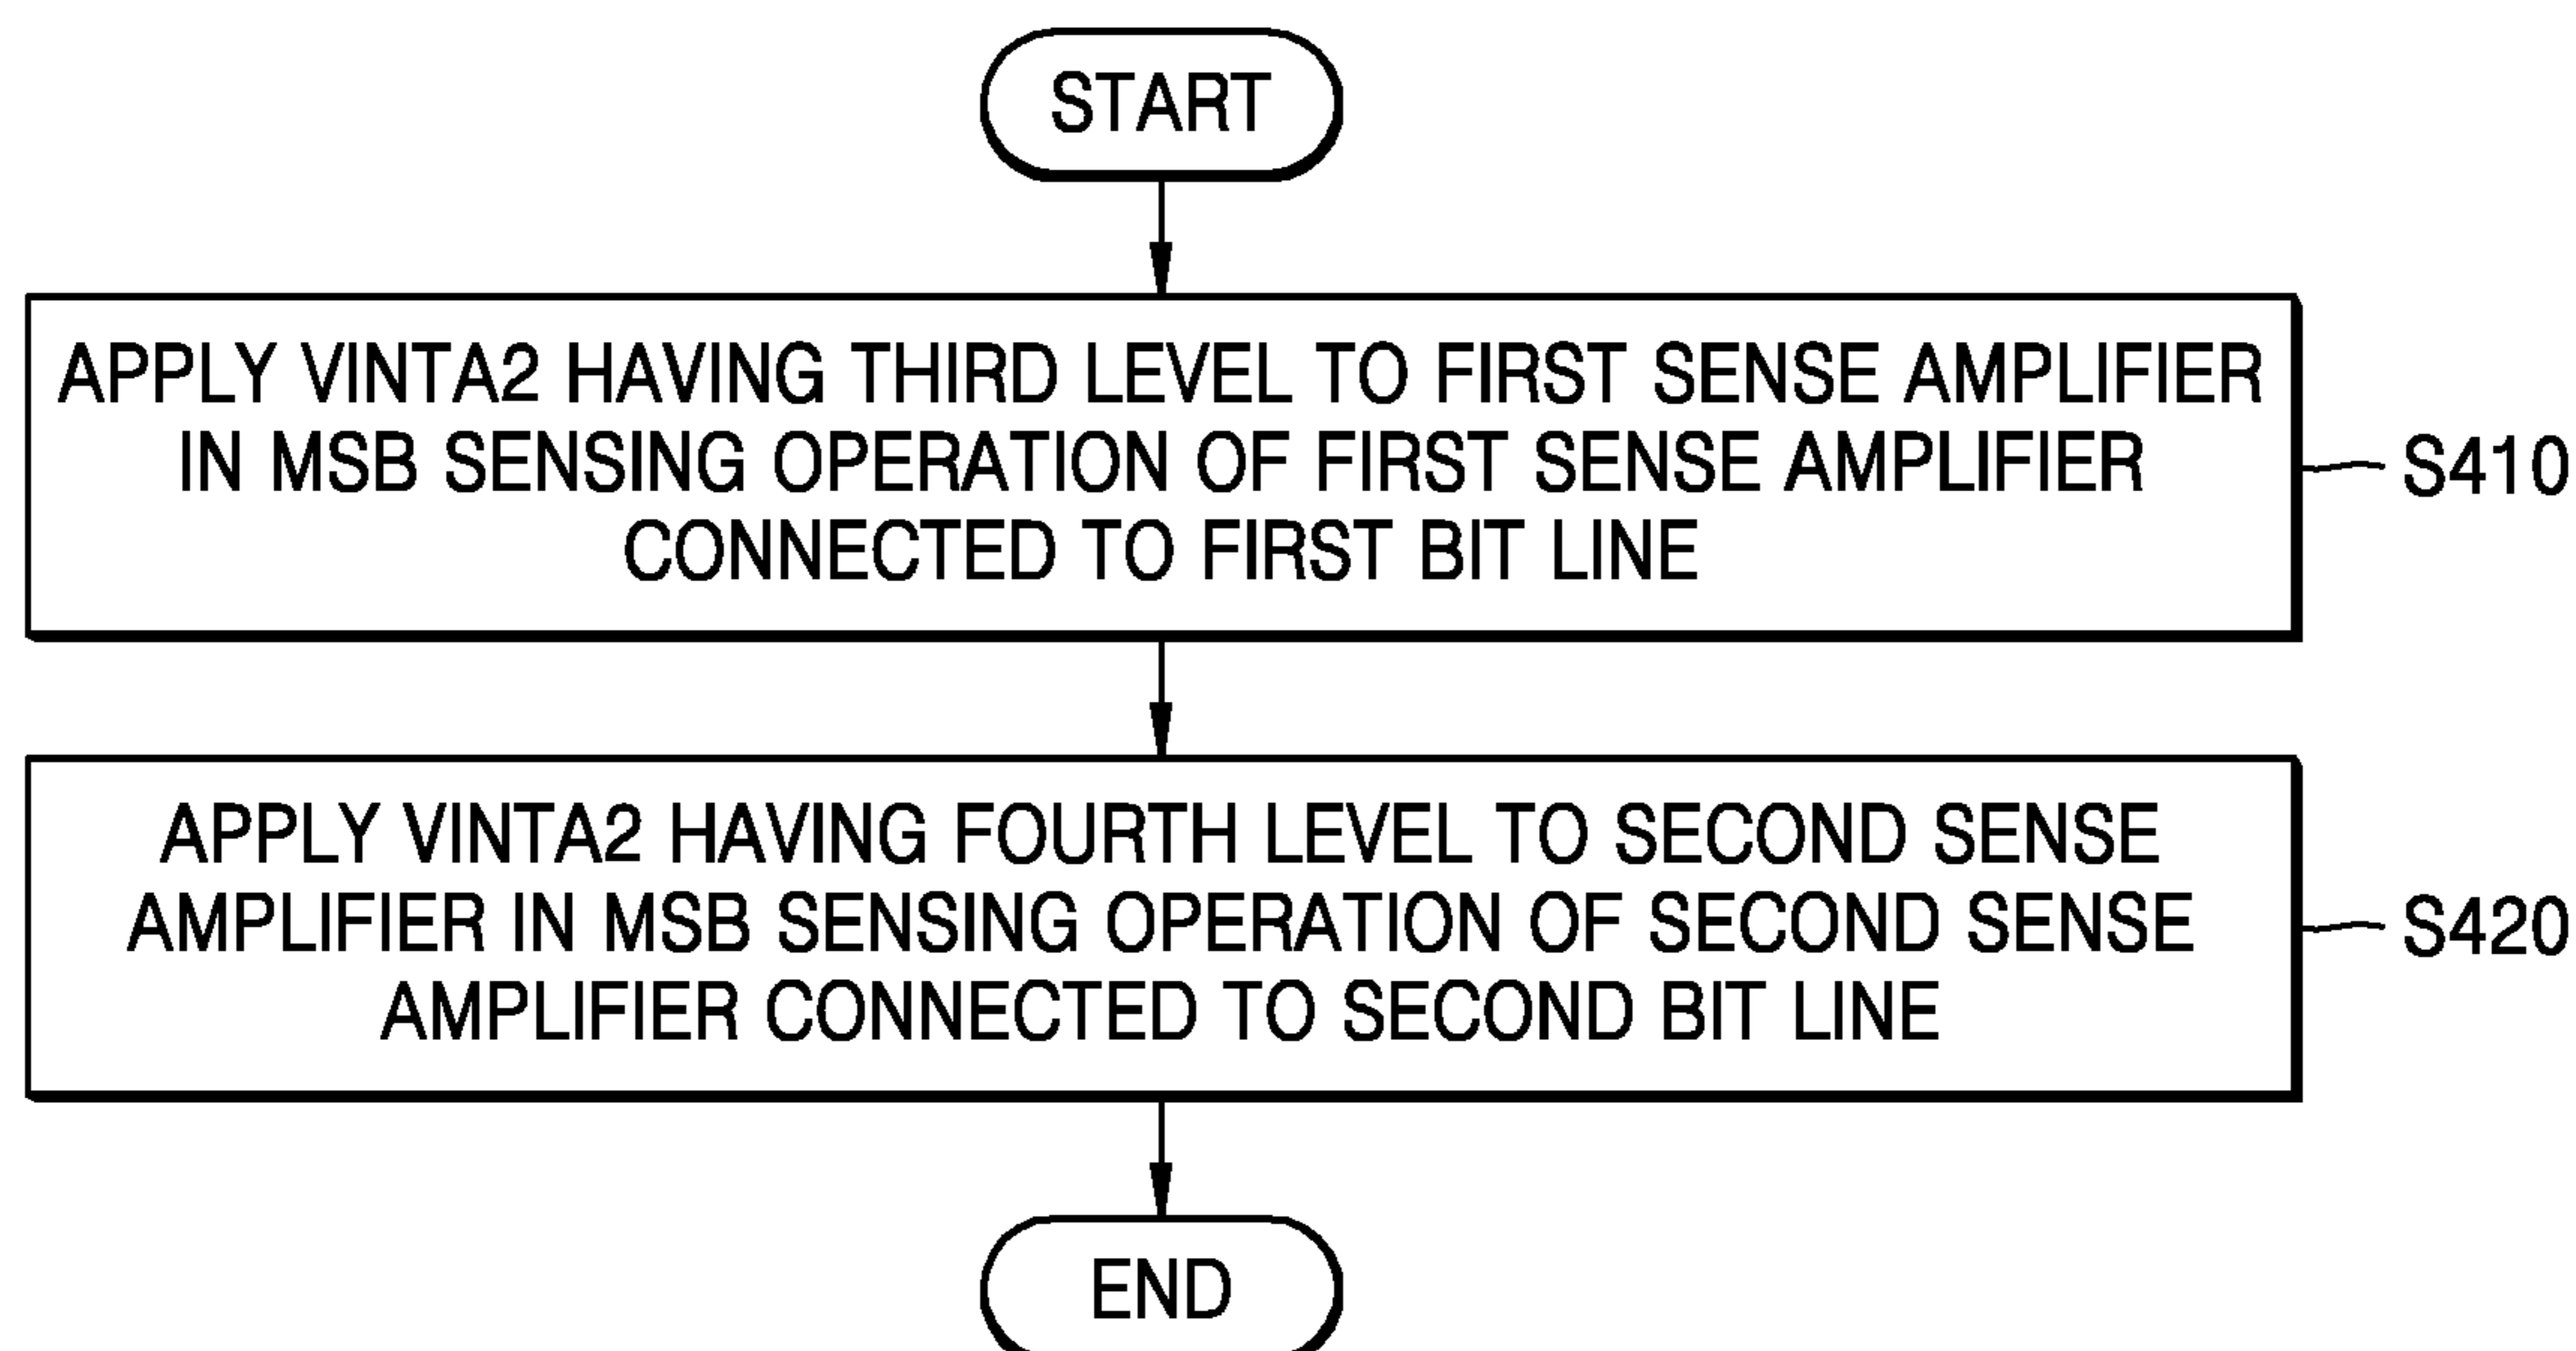 START
APPLY VINTA2 HAVING THIRD LEVEL TO FIRST SENSE AMPLIFIER
IN MSB SENSING OPERATION OF FIRST SENSE AMPLIFIER
CONNECTED TO FIRST BIT LINE
S410
APPLY VINTA2 HAVING FOURTH LEVEL TO SECOND SENSE
AMPLIFIER IN MSB SENSING OPERATION OF SECOND SENSE
AMPLIFIER CONNECTED TO SECOND BIT LINE
S420
END